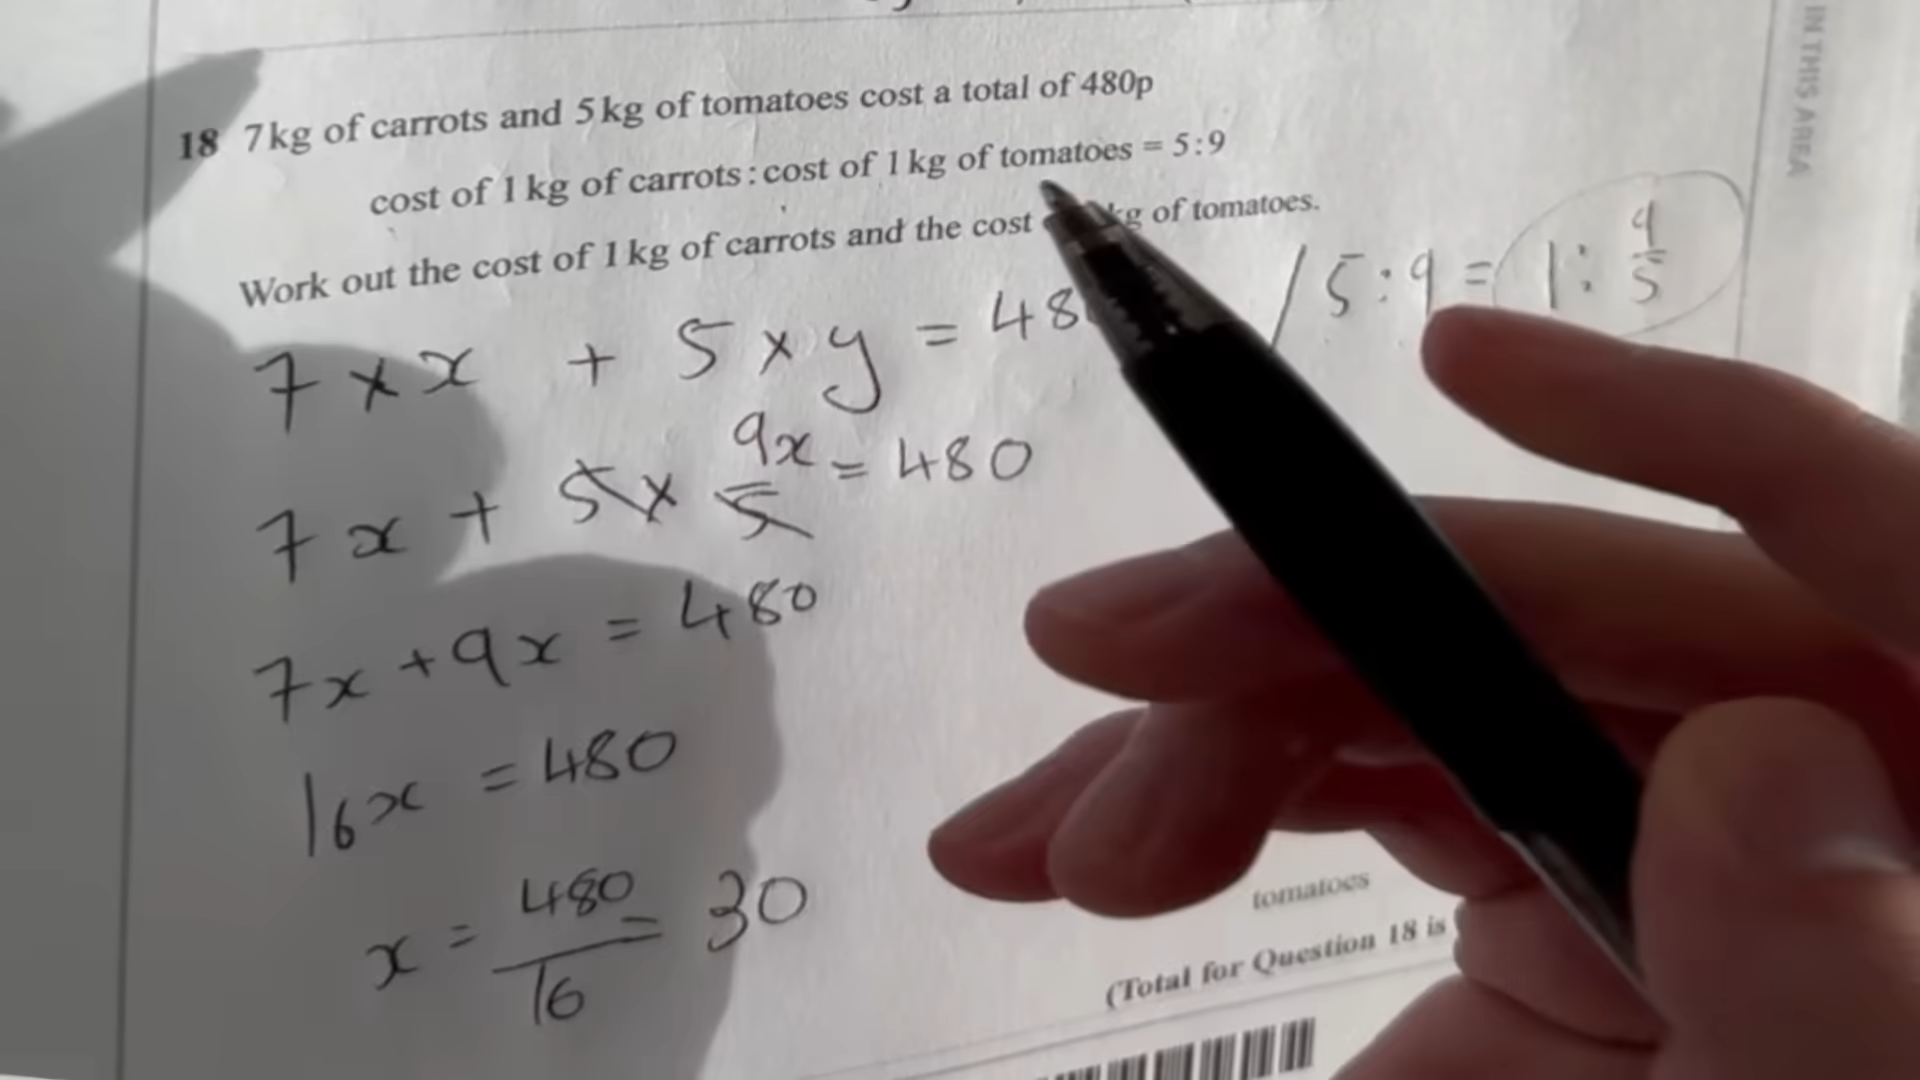 18 7kg of carrots and 5kg of tomatoes cost a total of 480p
cost of 1kg of carrots : cost of 1kg of tomatoes = 5:9
Work out the cost of 1kg of carrots and the cost kg of tomatoes.
/ 5:9 = 1: 9/5
7 × x + 5 × y = 48
7x + 5 × 9x/5 = 480
7x + 9x = 480
16x = 480
x = 480/16 = 30
tomatoes
(Total for Question 18 is
IN THIS AREA